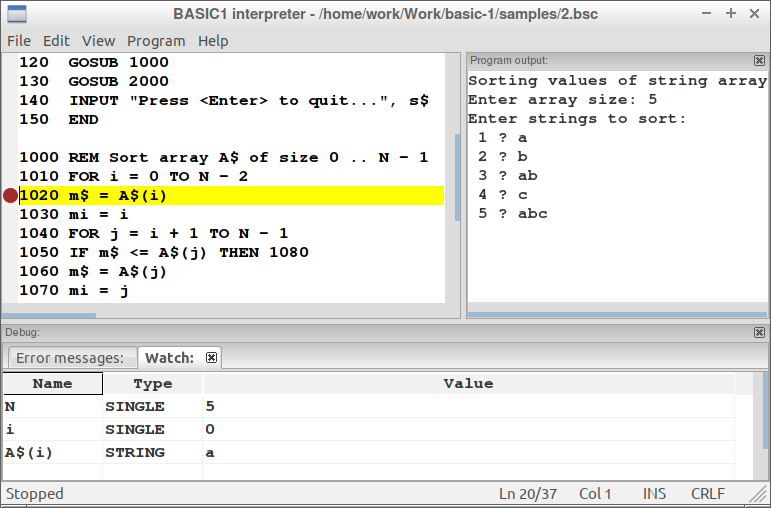 BASIC1 interpreter - /home/work/Work/basic-1/samples/2.bsc
File Edit View Program Help
120  GOSUB 1000
130  GOSUB 2000
140  INPUT "Press <Enter> to quit...", s$
150  END
1000 REM Sort array A$ of size 0 .. N - 1
1010 FOR i = 0 TO N - 2
1020 m$ = A$(i)
1030 mi = i
1040 FOR j = i + 1 TO N - 1
1050 IF m$ <= A$(j) THEN 1080
1060 m$ = A$(j)
1070 mi = j
Program output:
Sorting values of string array
Enter array size: 5
Enter strings to sort:
1 ? a
2 ? b
3 ? ab
4 ? c
5 ? abc
Debug:
Error messages: Watch:
Name Type Value
N SINGLE 5
i SINGLE 0
A$(i) STRING a
Stopped Ln 20/37 Col 1 INS CRLF